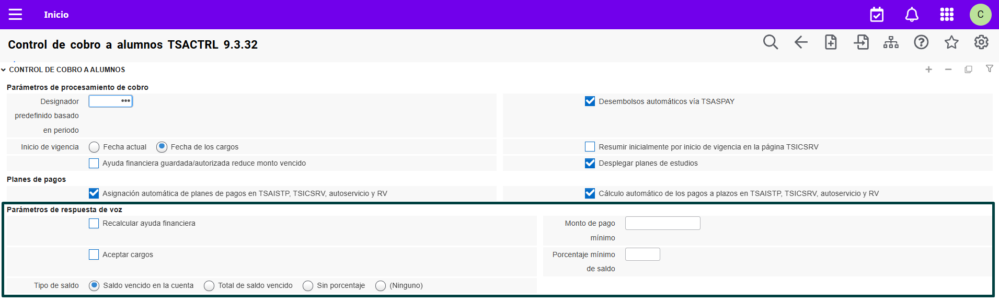 Inicio
C
Control de cobro a alumnos TSACTRL 9.3.32
CONTROL DE COBRO A ALUMNOS
Parámetros de procesamiento de cobro
Designador predefinido basado en periodo
Desembolsos automáticos vía TSASPAY
Inicio de vigencia
Fecha actual
Fecha de los cargos
Resumir inicialmente por inicio de vigencia en la página TSICSRV
Ayuda financiera guardada/autorizada reduce monto vencido
Desplegar planes de estudios
Planes de pagos
Asignación automática de planes de pagos en TSAISTP, TSICSRV, autoservicio y RV
Cálculo automático de los pagos a plazos en TSAISTP, TSICSRV, autoservicio y RV
Parámetros de respuesta de voz
Recalcular ayuda financiera
Monto de pago mínimo
Aceptar cargos
Porcentaje mínimo de saldo
Tipo de saldo
Saldo vencido en la cuenta
Total de saldo vencido
Sin porcentaje
(Ninguno)